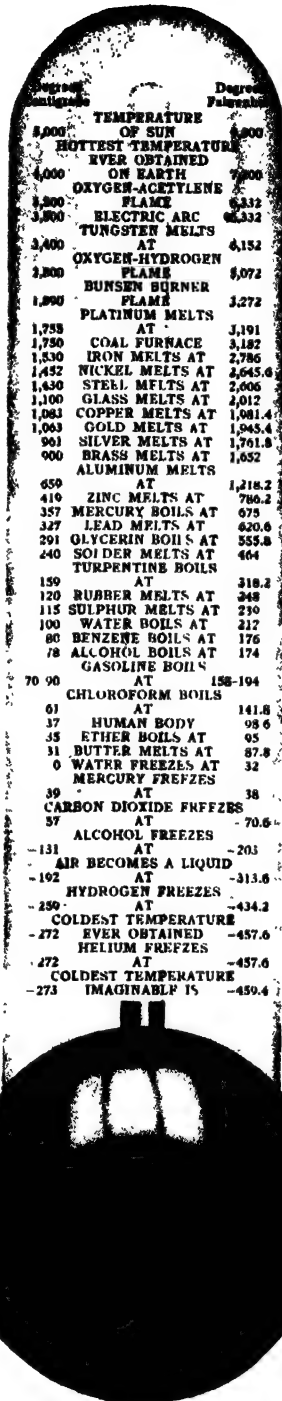 Degrees Degrees
Centigrade Fahrenheit
TEMPERATURE
OF SUN
HOTTEST TEMPERATURE
EVER OBTAINED
4,000 ON EARTH
OXYGEN-ACETYLENE
FLAME 6,332
ELECTRIC ARC
TUNGSTEN MELTS
3,400 AT 6,152
OXYGEN-HYDROGEN
2,800 FLAME 5,072
BUNSEN BURNER
FLAME 3,272
PLATINUM MELTS
1,755 AT 3,191
1,750 COAL FURNACE 3,182
1,530 IRON MELTS AT 2,786
1,452 NICKEL MELTS AT 2,645.6
1,430 STEEL MELTS AT 2,606
1,100 GLASS MELTS AT 2,012
1,083 COPPER MELTS AT 1,981.4
1,063 GOLD MELTS AT 1,945.4
961 SILVER MELTS AT 1,761.8
900 BRASS MELTS AT 1,652
ALUMINUM MELTS
659 AT 1,218.2
419 ZINC MELTS AT 786.2
357 MERCURY BOILS AT 675
327 LEAD MELTS AT 620.6
291 GLYCERIN BOILS AT 555.8
240 SOLDER MELTS AT 464
TURPENTINE BOILS
159 AT 318.2
120 RUBBER MELTS AT 248
115 SULPHUR MELTS AT 239
100 WATER BOILS AT 212
80 BENZENE BOILS AT 176
78 ALCOHOL BOILS AT 174
GASOLINE BOILS
70 90 AT 158-194
CHLOROFORM BOILS
61 AT 141.8
37 HUMAN BODY 98 6
35 ETHER BOILS AT 95
31 BUTTER MELTS AT 87.8
0 WATER FREEZES AT 32
MERCURY FREEZES
39 AT 38
CARBON DIOXIDE FREEZES
57 AT - 70.6
ALCOHOL FREEZES
-131 AT -203
AIR BECOMES A LIQUID
-192 AT -313.6
HYDROGEN FREEZES
-259 AT -434.2
COLDEST TEMPERATURE
-272 EVER OBTAINED -457.6
HELIUM FREEZES
-272 AT -457.6
COLDEST TEMPERATURE
-273 IMAGINABLE IS -459.4